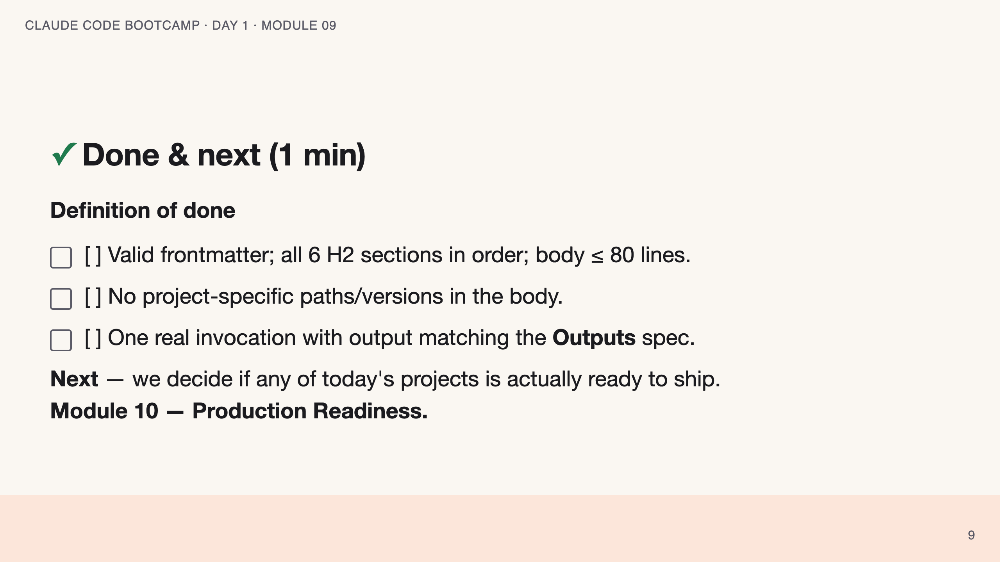 CLAUDE CODE BOOTCAMP · DAY 1 · MODULE 09
✓ Done & next (1 min)
Definition of done
[ ] Valid frontmatter; all 6 H2 sections in order; body ≤ 80 lines.
[ ] No project-specific paths/versions in the body.
[ ] One real invocation with output matching the Outputs spec.
Next — we decide if any of today's projects is actually ready to ship.
Module 10 — Production Readiness.
9